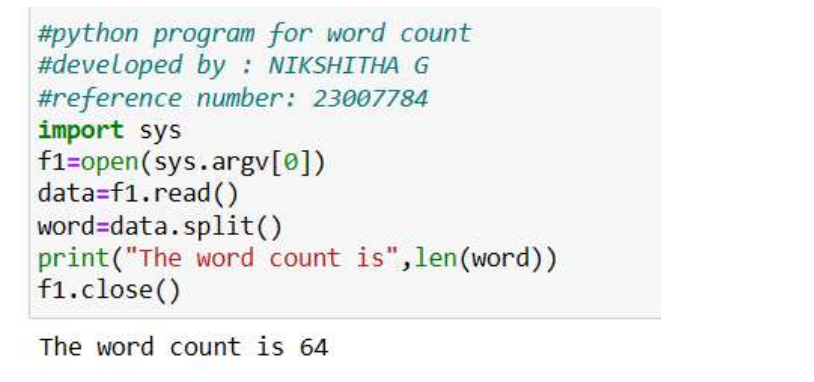 #python program for word count
#developed by : NIKSHITHA G
#reference number: 23007784
import sys
f1=open(sys.argv[0])
data=f1.read()
word=data.split()
print("The word count is",len(word))
f1.close()
The word count is 64